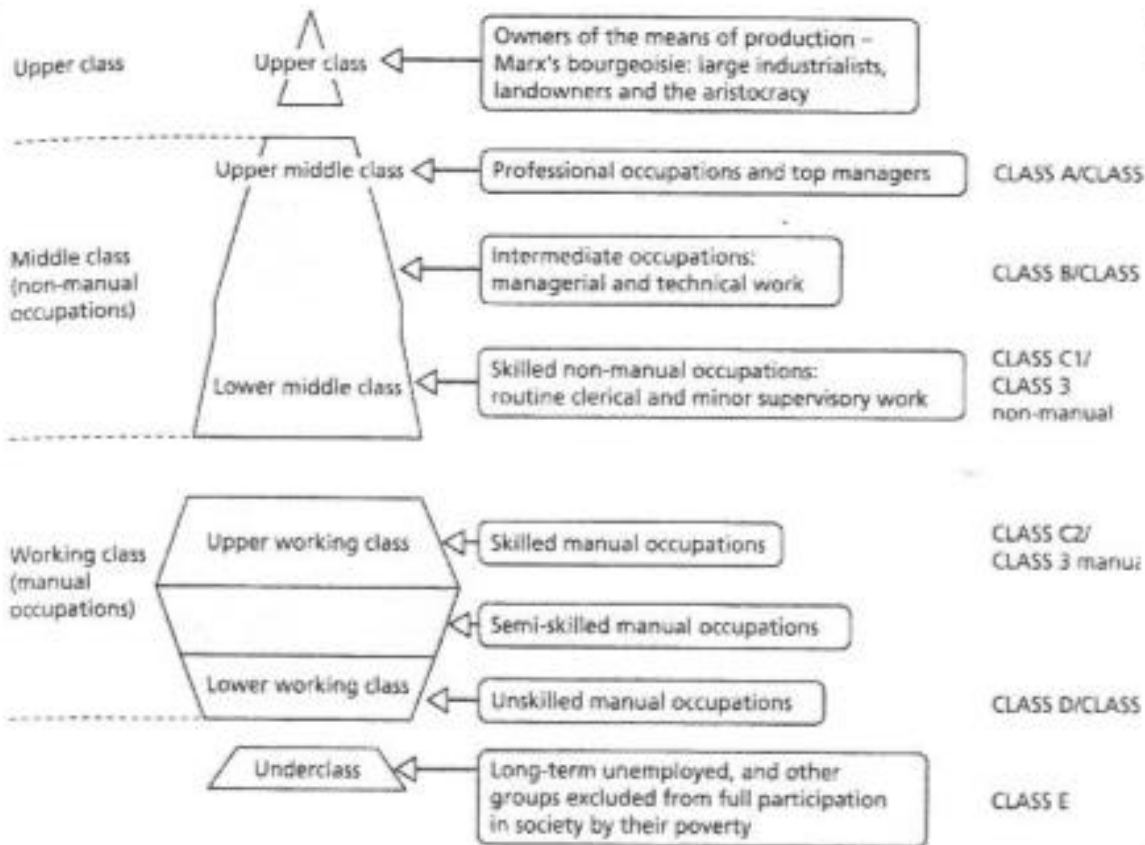 Upper class
Upper class
Owners of the means of production –
Marx's bourgeoisie: large industrialists,
landowners and the aristocracy
Upper middle class
Professional occupations and top managers
CLASS A/CLASS
Middle class
(non-manual
occupations)
Intermediate occupations:
managerial and technical work
CLASS B/CLASS
Lower middle class
Skilled non-manual occupations:
routine clerical and minor supervisory work
CLASS C1/
CLASS 3
non-manual
Working class
(manual
occupations)
Upper working class
Skilled manual occupations
CLASS C2/
CLASS 3
Semi-skilled manual occupations
Lower working class
Unskilled manual occupations
CLASS D/CLASS
Underclass
Long-term unemployed, and other
groups excluded from full participation
in society by their poverty
CLASS E